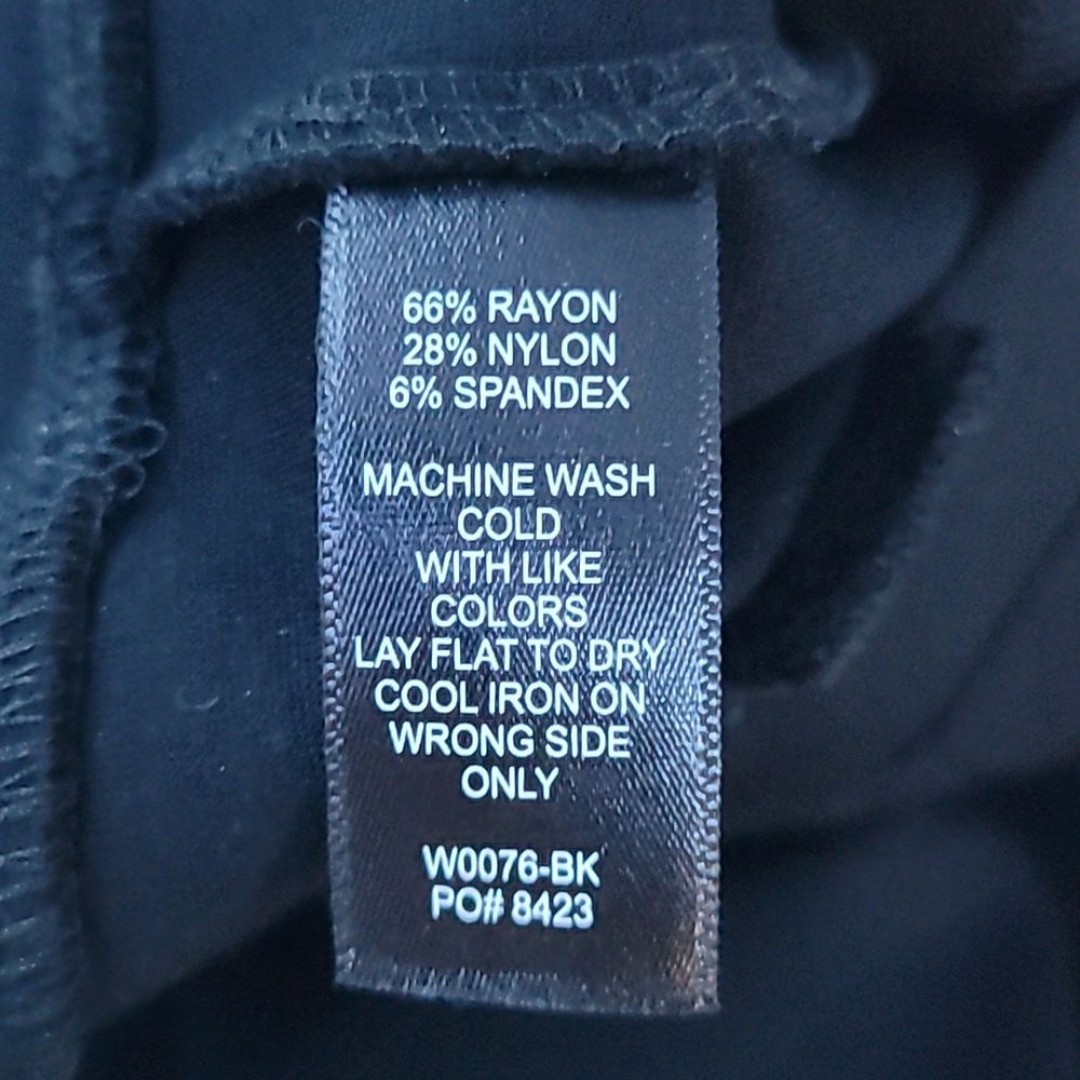 66% RAYON
28% NYLON
6% SPANDEX
MACHINE WASH
COLD
WITH LIKE
COLORS
LAY FLAT TO DRY
COOL IRON ON
WRONG SIDE
ONLY
W0076-BK
PO# 8423